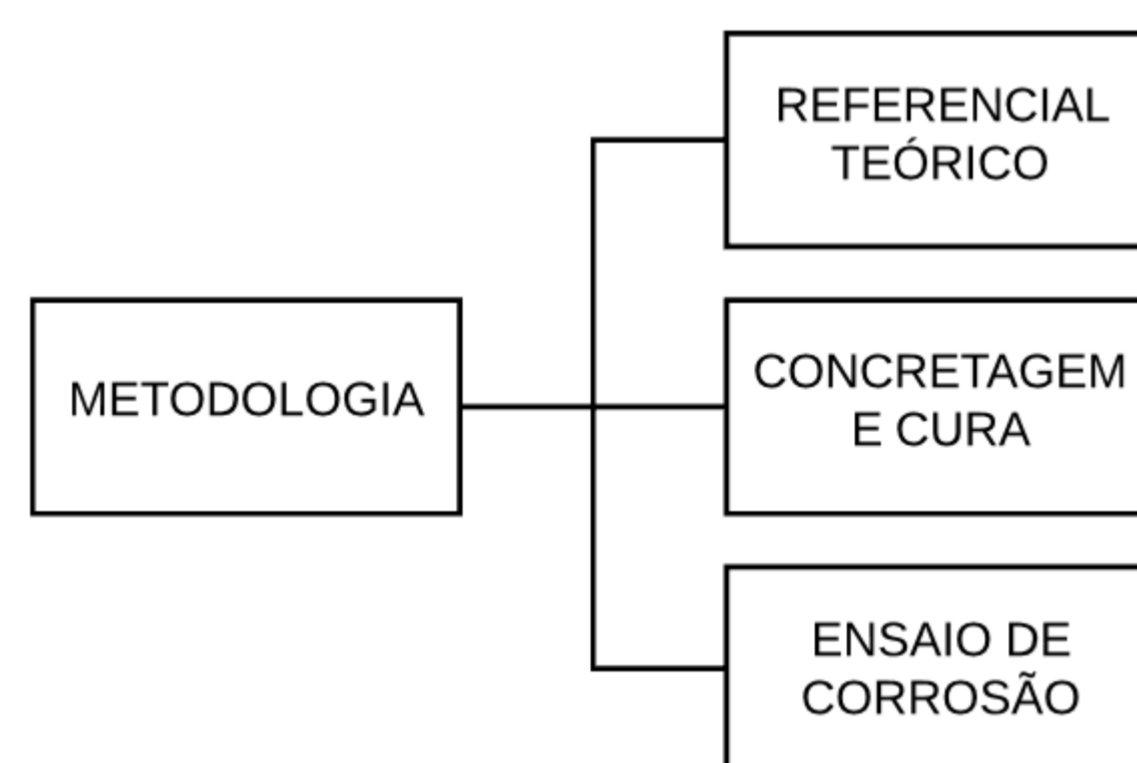 REFERENCIAL
TEÓRICO
METODOLOGIA
CONCRETAGEM
E CURA
ENSAIO DE
CORROSÃO